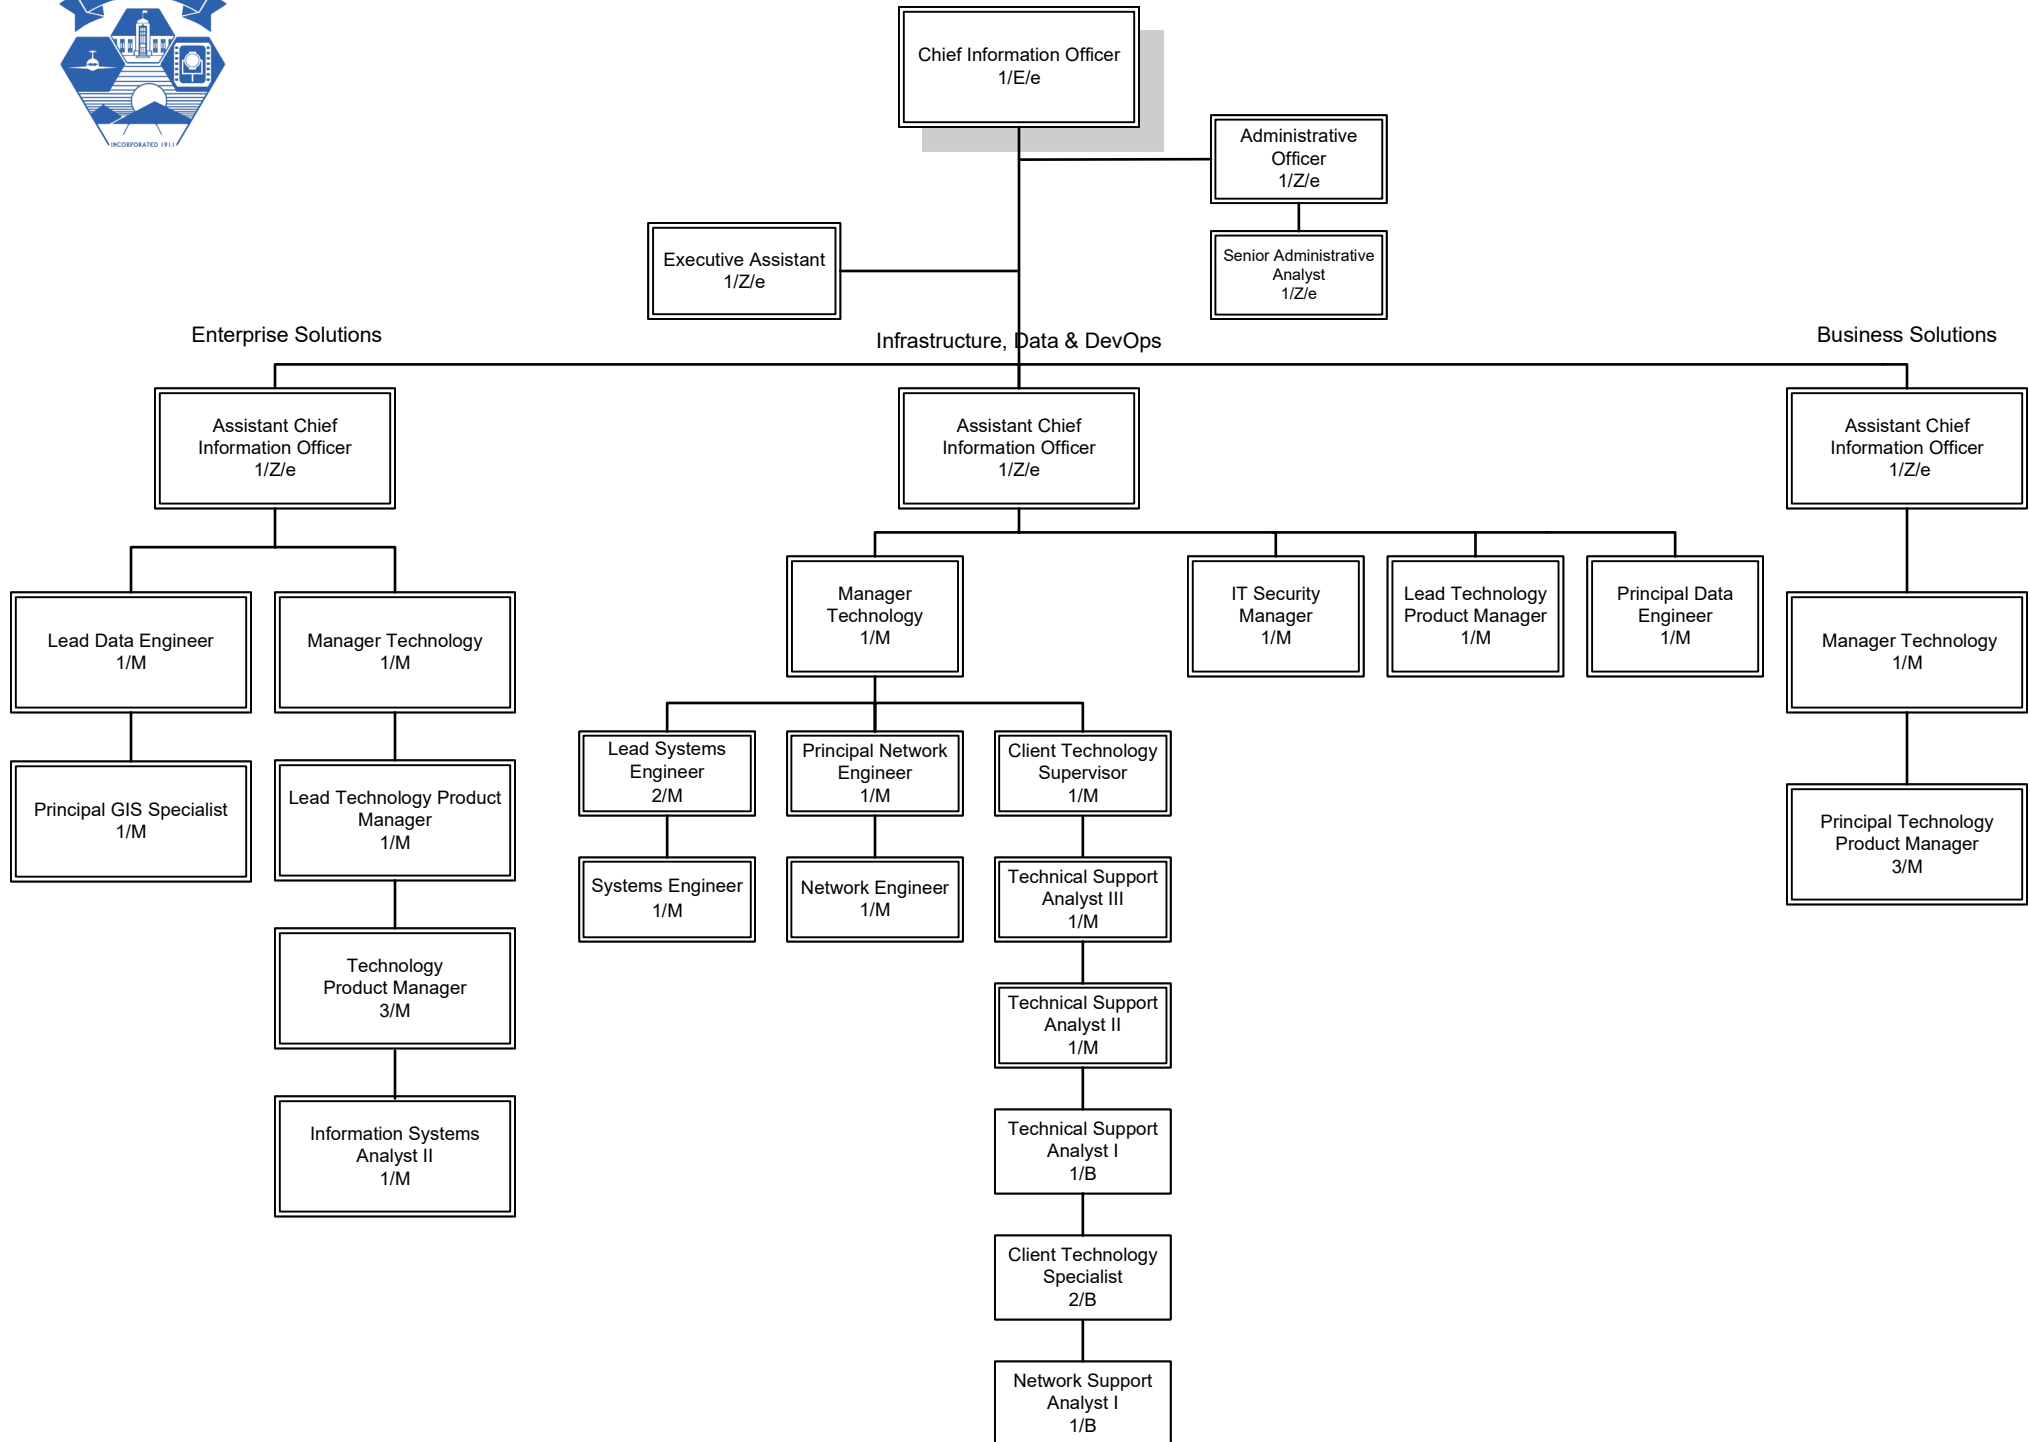 INCORPORATED 1911
Chief Information Officer
1/E/e
Administrative
Officer
1/Z/e
Executive Assistant
1/Z/e
Senior Administrative
Analyst
1/Z/e
Enterprise Solutions
Infrastructure, Data & DevOps
Business Solutions
Assistant Chief
Information Officer
1/Z/e
Assistant Chief
Information Officer
1/Z/e
Assistant Chief
Information Officer
1/Z/e
Lead Data Engineer
1/M
Manager Technology
1/M
Manager
Technology
1/M
IT Security
Manager
1/M
Lead Technology
Product Manager
1/M
Principal Data
Engineer
1/M
Manager Technology
1/M
Principal GIS Specialist
1/M
Lead Technology Product
Manager
1/M
Lead Systems
Engineer
2/M
Principal Network
Engineer
1/M
Client Technology
Supervisor
1/M
Principal Technology
Product Manager
3/M
Systems Engineer
1/M
Network Engineer
1/M
Technical Support
Analyst III
1/M
Technology
Product Manager
3/M
Technical Support
Analyst II
1/M
Information Systems
Analyst II
1/M
Technical Support
Analyst I
1/B
Client Technology
Specialist
2/B
Network Support
Analyst I
1/B